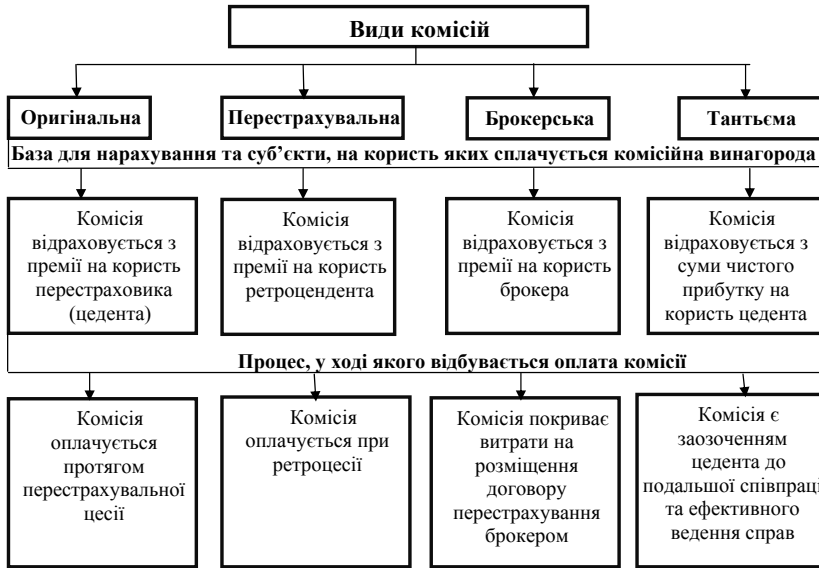 Види комісій
Оригінальна
Перестрахувальна
Брокерська
Тантьєма
База для нарахування та суб’єкти, на користь яких сплачується комісійна винагорода
Комісія
відраховується з
премії на користь
перестраховика
(цедента)
Комісія
відраховується з
премії на користь
ретроцендента
Комісія
відраховується з
премії на користь
брокера
Комісія
відраховується з
суми чистого
прибутку на
користь цедента
Процес, у ході якого відбувається оплата комісії
Комісія
оплачується
протягом
перестрахувальної
цесії
Комісія
оплачується при
ретроцесії
Комісія покриває
витрати на
розміщення
договору
перестрахування
брокером
Комісія є
заозоченням
цедента до
подальшої співпраці
та ефективного
ведення справ